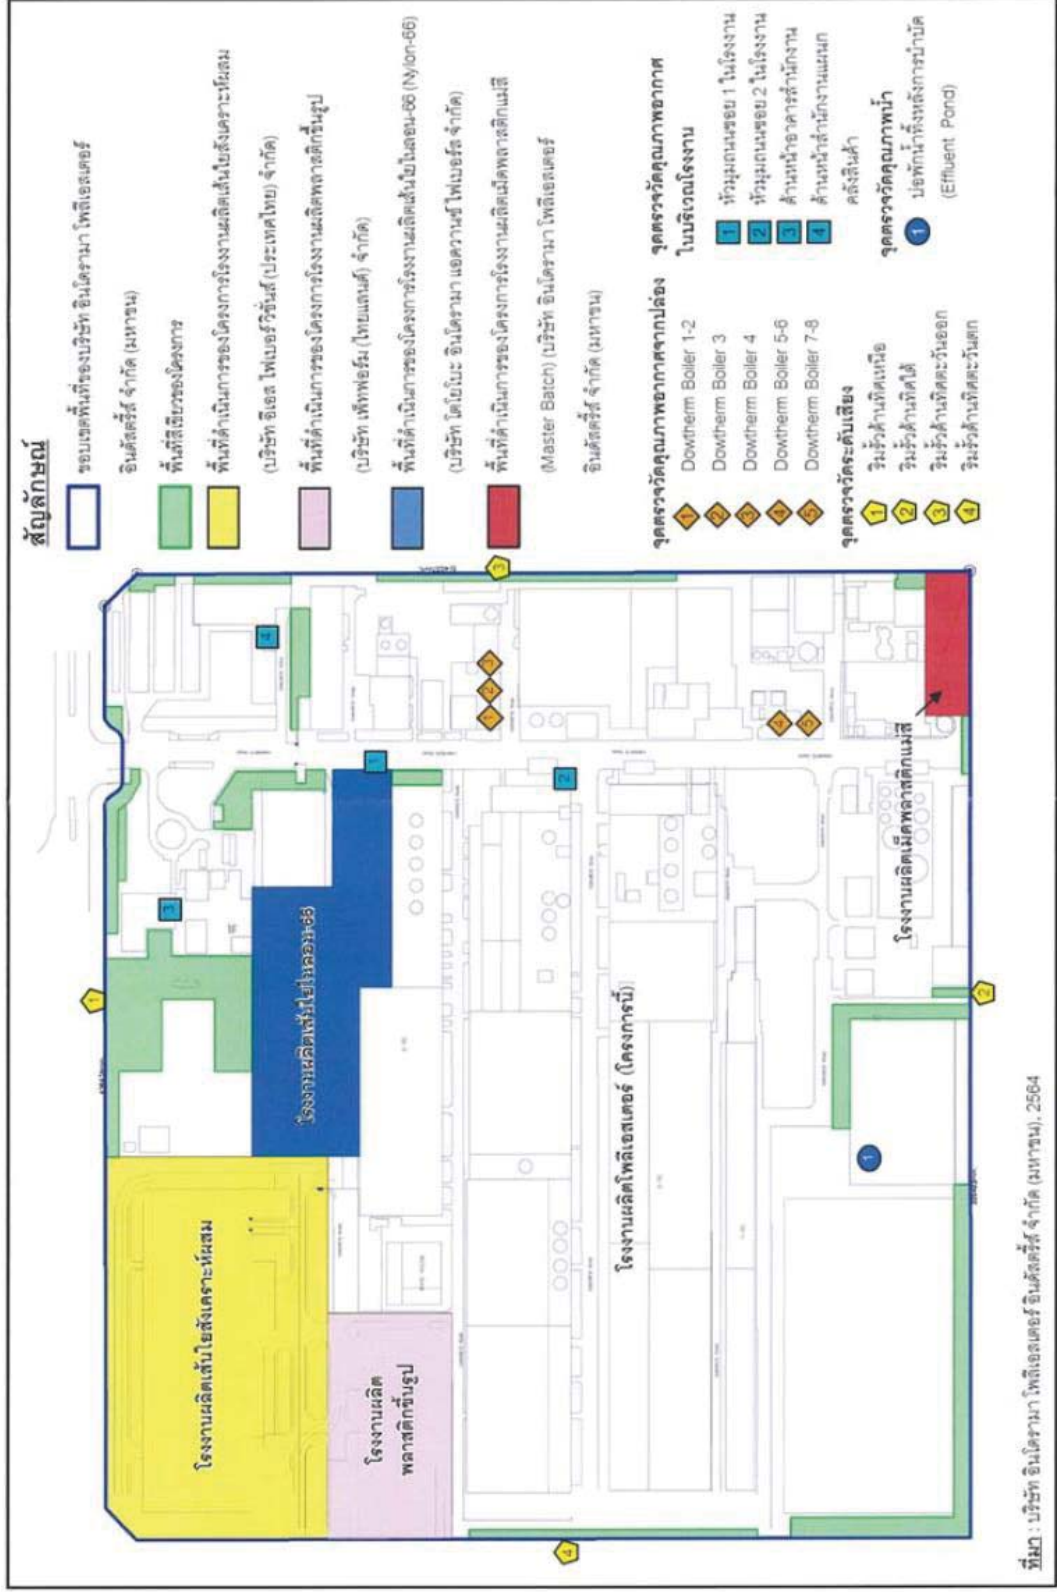 สัญลักษณ์
ขอบเขตพื้นที่ของบริษัท อินโดรามา โพลีเอสเตอร์
อินดัสตรี้ส์ จำกัด (มหาชน)
พื้นที่สีเขียวของโครงการ
พื้นที่ดำเนินการของโครงการโรงงานผลิตเส้นใยสังเคราะห์ผสม
(บริษัท อีเอส ไฟเบอร์วิชั่นส์ (ประเทศไทย) จำกัด)
พื้นที่ดำเนินการของโครงการโรงงานผลิตพลาสติกขึ้นรูป
(บริษัท เพ็ทฟอร์ม (ไทยแลนด์) จำกัด)
พื้นที่ดำเนินการของโครงการโรงงานผลิตเส้นใยไนลอน-66 (Nylon-66)
(บริษัท โตโยโบะ อินโดรามา แอดวานซ์ ไฟเบอร์ส จำกัด)
พื้นที่ดำเนินการของโครงการโรงงานผลิตเม็ดพลาสติกแม่สี
(Master Batch) (บริษัท อินโดรามา โพลีเอสเตอร์
อินดัสตรี้ส์ จำกัด (มหาชน)
จุดตรวจวัดคุณภาพอากาศจากปล่อง
1 Dowtherm Boiler 1-2
2 Dowtherm Boiler 3
3 Dowtherm Boiler 4
4 Dowtherm Boiler 5-6
5 Dowtherm Boiler 7-8
จุดตรวจวัดระดับเสียง
1 ริมรั้วด้านทิศเหนือ
2 ริมรั้วด้านทิศใต้
3 ริมรั้วด้านทิศตะวันออก
4 ริมรั้วด้านทิศตะวันตก
จุดตรวจวัดคุณภาพอากาศ
ในบริเวณโรงงาน
1 หัวมุมถนนซอย 1 ในโรงงาน
2 หัวมุมถนนซอย 2 ในโรงงาน
3 ด้านหน้าอาคารสำนักงาน
4 ด้านหน้าสำนักงานแผนก
คลังสินค้า
จุดตรวจวัดคุณภาพน้ำ
1 บ่อพักน้ำทิ้งหลังการบำบัด
(Effluent Pond)
โรงงานผลิตเส้นใยสังเคราะห์ผสม
โรงงานผลิตเส้นใยไนลอน-66
โรงงานผลิต
พลาสติกขึ้นรูป
โรงงานผลิตโพลีเอสเตอร์ (โครงการนี้)
โรงงานผลิตเม็ดพลาสติกแม่สี
1
3
4
1
1
2
3
3
2
4
5
4
1
2
ที่มา : บริษัท อินโดรามา โพลีเอสเตอร์ อินดัสตรี้ส์ จำกัด (มหาชน), 2564